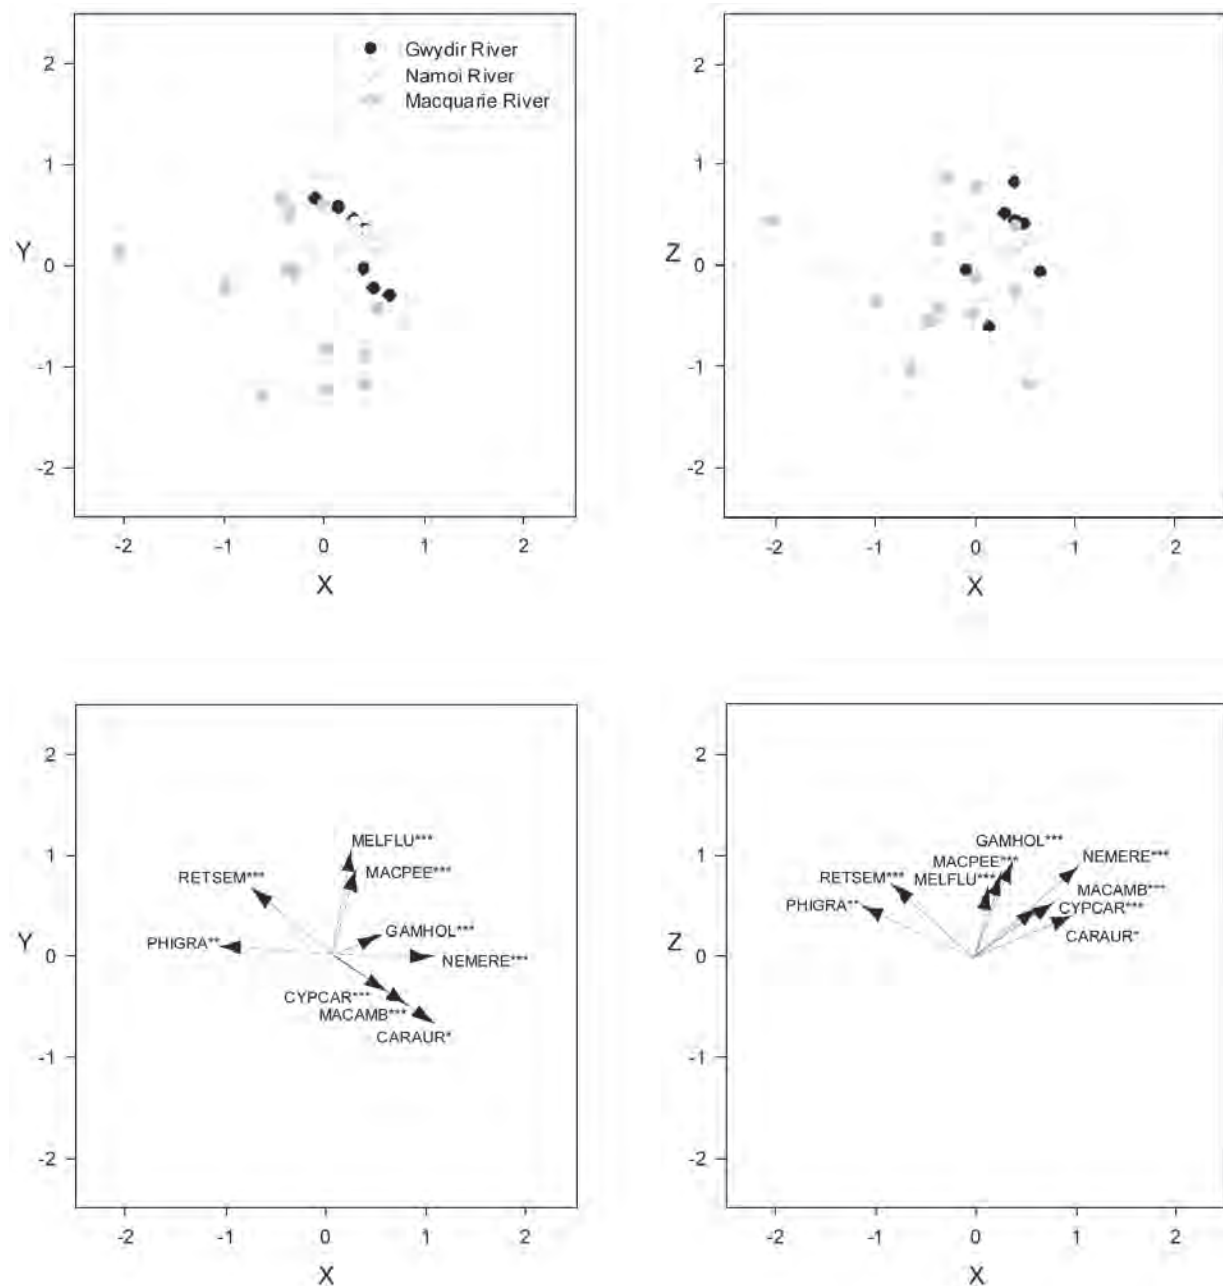 2
1
0
-1
-2
Y
-2
-1
0
1
2
X
Gwydir River
Namoi River
Macquarie River
2
1
0
-1
-2
Z
-2
-1
0
1
2
X
2
1
0
-1
-2
Y
MELFLU***
MACPEE***
RETSEM***
GAMHOL***
PHIGRA**
NEMERE***
CYPCAR***
MACAMB***
CARAUR*
-2
-1
0
1
2
X
2
1
0
-1
-2
Z
GAMHOL***
NEMERE***
MACPEE***
RETSEM***
MELFLU***
MACAMB***
PHIGRA**
CYPCAR***
CARAUR*
-2
-1
0
1
2
X